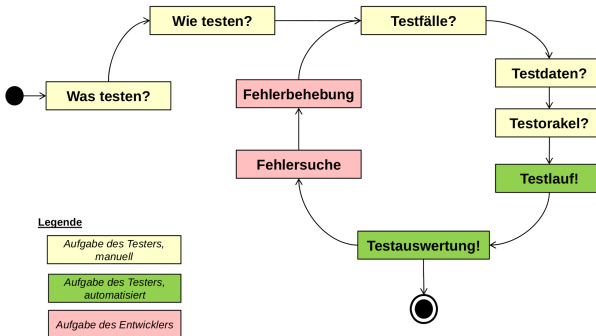 Wie testen?
Testfälle?
Was testen?
Fehlerbehebung
Testdaten?
Testorakel?
Fehlersuche
Testlauf!
Testauswertung!
Legende
Aufgabe des Testers,
manuell
Aufgabe des Testers,
automatisiert
Aufgabe des Entwicklers